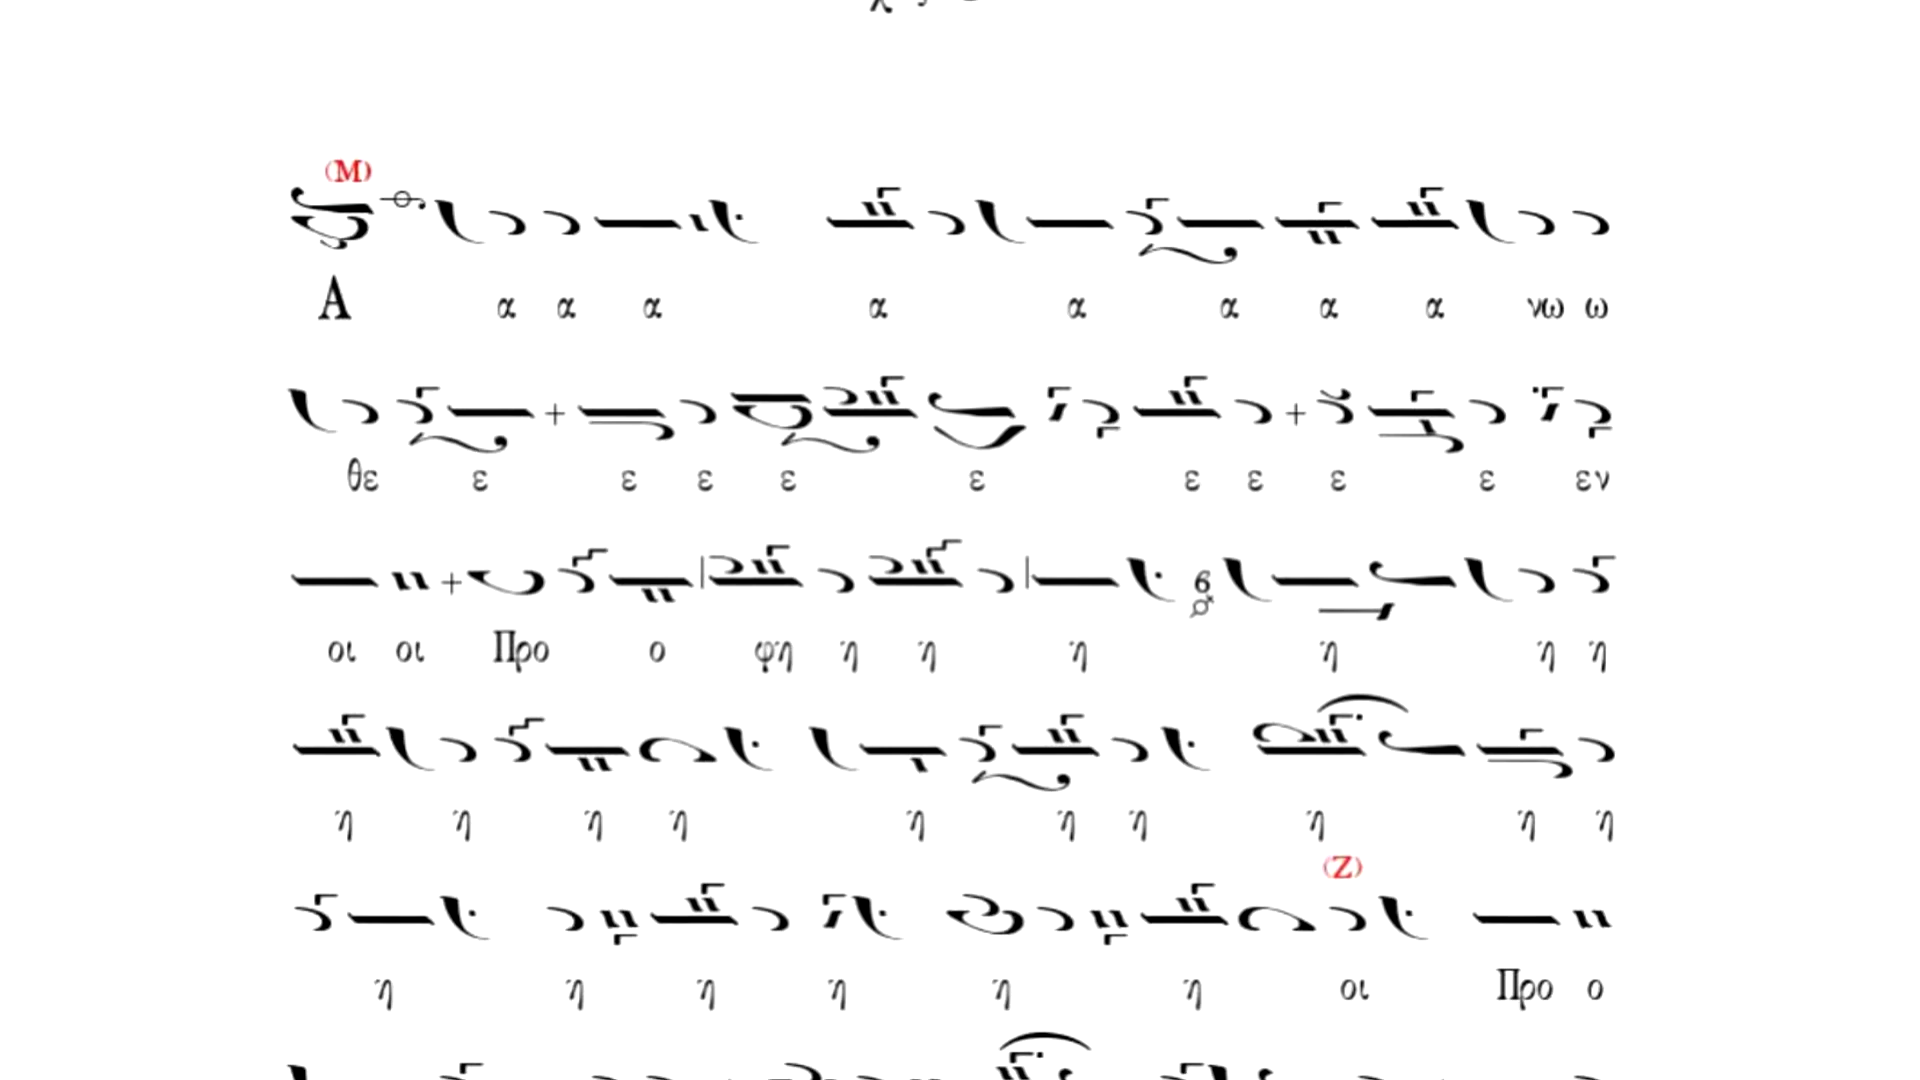 (Μ)
Α α α α α α α α α νω ω
θε ε ε ε ε ε ε ε ε ε εν
οι οι Προ ο φη η η η η η η
η η η η η η η η η η
(Ζ)
η η η η η η οι Προ ο